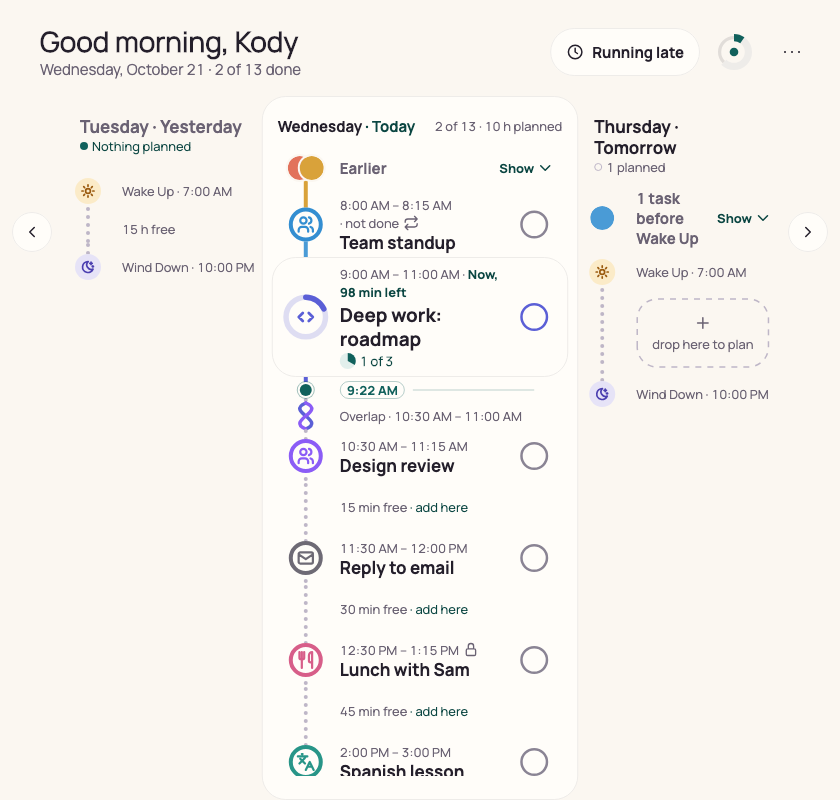 Good morning, Kody
Wednesday, October 21 · 2 of 13 done
Running late
Tuesday · Yesterday
Nothing planned
Wake Up · 7:00 AM
15 h free
Wind Down · 10:00 PM
Wednesday · Today
2 of 13 · 10 h planned
Earlier
Show
8:00 AM – 8:15 AM
· not done
Team standup
9:00 AM – 11:00 AM · Now,
98 min left
Deep work:
roadmap
1 of 3
9:22 AM
Overlap · 10:30 AM – 11:00 AM
10:30 AM – 11:15 AM
Design review
15 min free · add here
11:30 AM – 12:00 PM
Reply to email
30 min free · add here
12:30 PM – 1:15 PM
Lunch with Sam
45 min free · add here
2:00 PM – 3:00 PM
Spanish lesson
Thursday ·
Tomorrow
1 planned
1 task
before
Wake Up
Show
Wake Up · 7:00 AM
drop here to plan
Wind Down · 10:00 PM